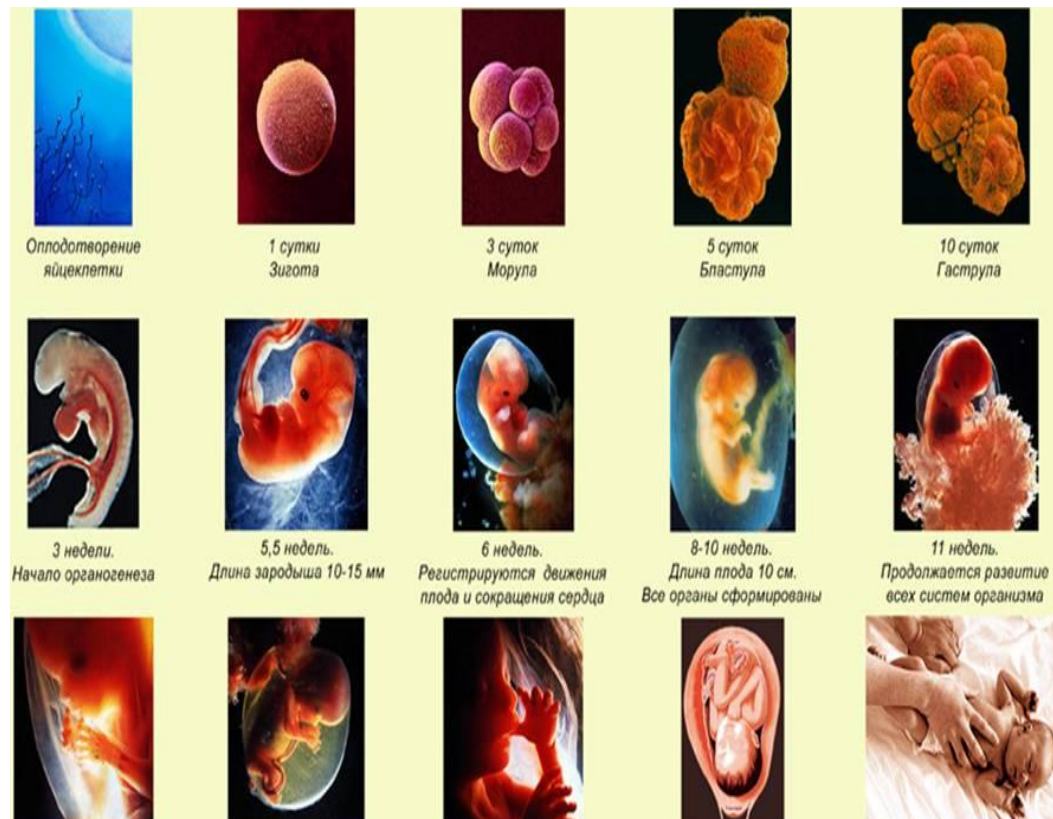 Оплодотворение
яйцеклетки
1 сутки
Зигота
3 суток
Морула
5 суток
Бластула
10 суток
Гаструла
3 недели.
Начало органогенеза
5,5 недель.
Длина зародыша 10-15 мм
6 недель.
Регистрируются движения
плода и сокращения сердца
8-10 недель.
Длина плода 10 см.
Все органы сформированы
11 недель.
Продолжается развитие
всех систем организма